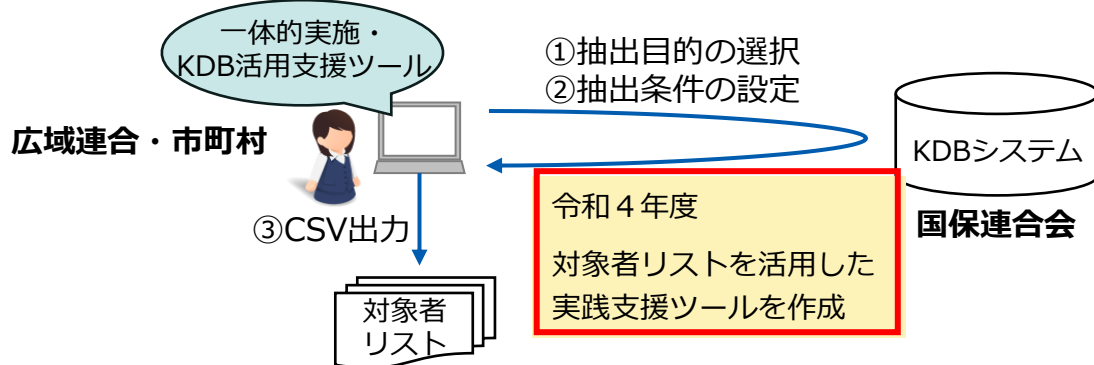 一体的実施・
KDB活用支援ツール
①抽出目的の選択
②抽出条件の設定
広域連合・市町村
KDBシステム
国保連合会
③CSV出力
令和４年度
対象者リストを活用した
実践支援ツールを作成
対象者
リスト